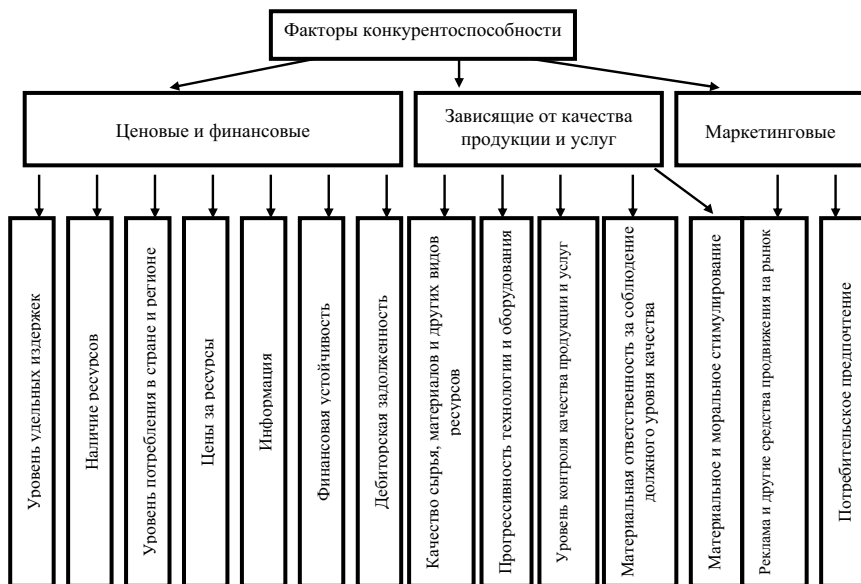 Факторы конкурентоспособности
Ценовые и финансовые
Зависящие от качества
продукции и услуг
Маркетинговые
Уровень удельных издержек
Наличие ресурсов
Уровень потребления в стране и регионе
Цены за ресурсы
Информация
Финансовая устойчивость
Дебиторская задолженность
Качество сырья, материалов и других видов
ресурсов
Прогрессивность технологии и оборудования
Уровень контроля качества продукции и услуг
Материальная ответственность за соблюдение
должного уровня качества
Материальное и моральное стимулирование
Реклама и другие средства продвижения на рынок
Потребительское предпочтение